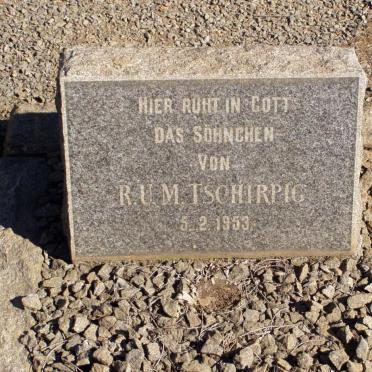 HIER RUHT IN GOTT
DAS SÖHNCHEN
VON
R.U.M. TSCHIRPIG
5.2.1953.